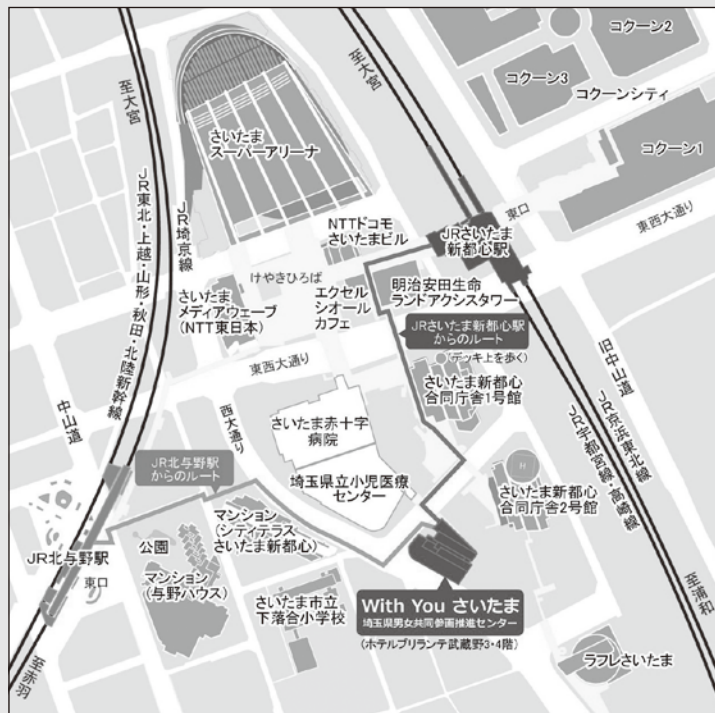 コクーン2
コクーン3
コクーンシティ
コクーン1
至大宮
至大宮
さいたま
スーパーアリーナ
JR東北・上越・山形・秋田・北陸新幹線
JR埼京線
NTTドコモ
さいたまビル
JRさいたま
新都心駅
東口
東西大通り
けやきひろば
さいたま
メディアウェーブ
(NTT東日本)
エクセル
シオール
カフェ
明治安田生命
ランドアクシスタワー
JRさいたま新都心駅
からのルート
(デッキ上を歩く)
東西大通り
さいたま新都心
合同庁舎1号館
旧中山道
JR京浜東北線
JR宇都宮線・高崎線
中山道
西大通り
さいたま赤十字
病院
JR北与野駅
からのルート
埼玉県立小児医療
センター
H
さいたま新都心
合同庁舎2号館
マンション
(シティテラス
さいたま新都心)
公園
JR北与野駅
東口
マンション
(与野ハウス)
さいたま市立
下落合小学校
With You さいたま
埼玉県男女共同参画推進センター
(ホテルブリランテ武蔵野3・4階)
至浦和
ラフレさいたま
至赤羽